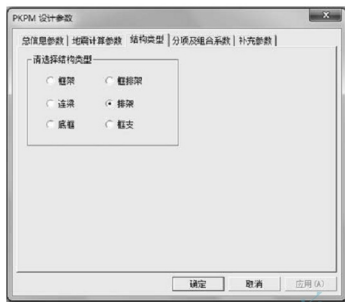 PKPM 设计参数
总信息参数 地震计算参数 结构类型 分项及组合系数 补充参数
请选择结构类型
框架 框排架
连梁 排架
底框 框支
确定 取消 应用(A)